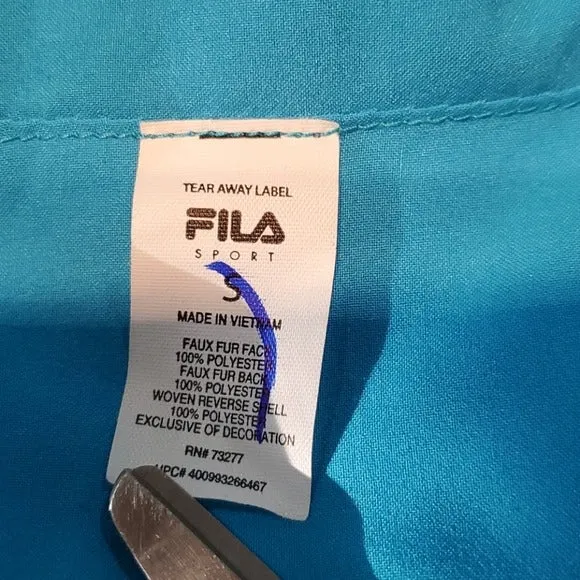 TEAR AWAY LABEL
FILA
SPORT
S
MADE IN VIETNAM
FAUX FUR FACE
100% POLYESTER
FAUX FUR BACK
100% POLYESTER
WOVEN REVERSE SHELL
100% POLYESTER
EXCLUSIVE OF DECORATION
RN# 73277
UPC# 400993266467